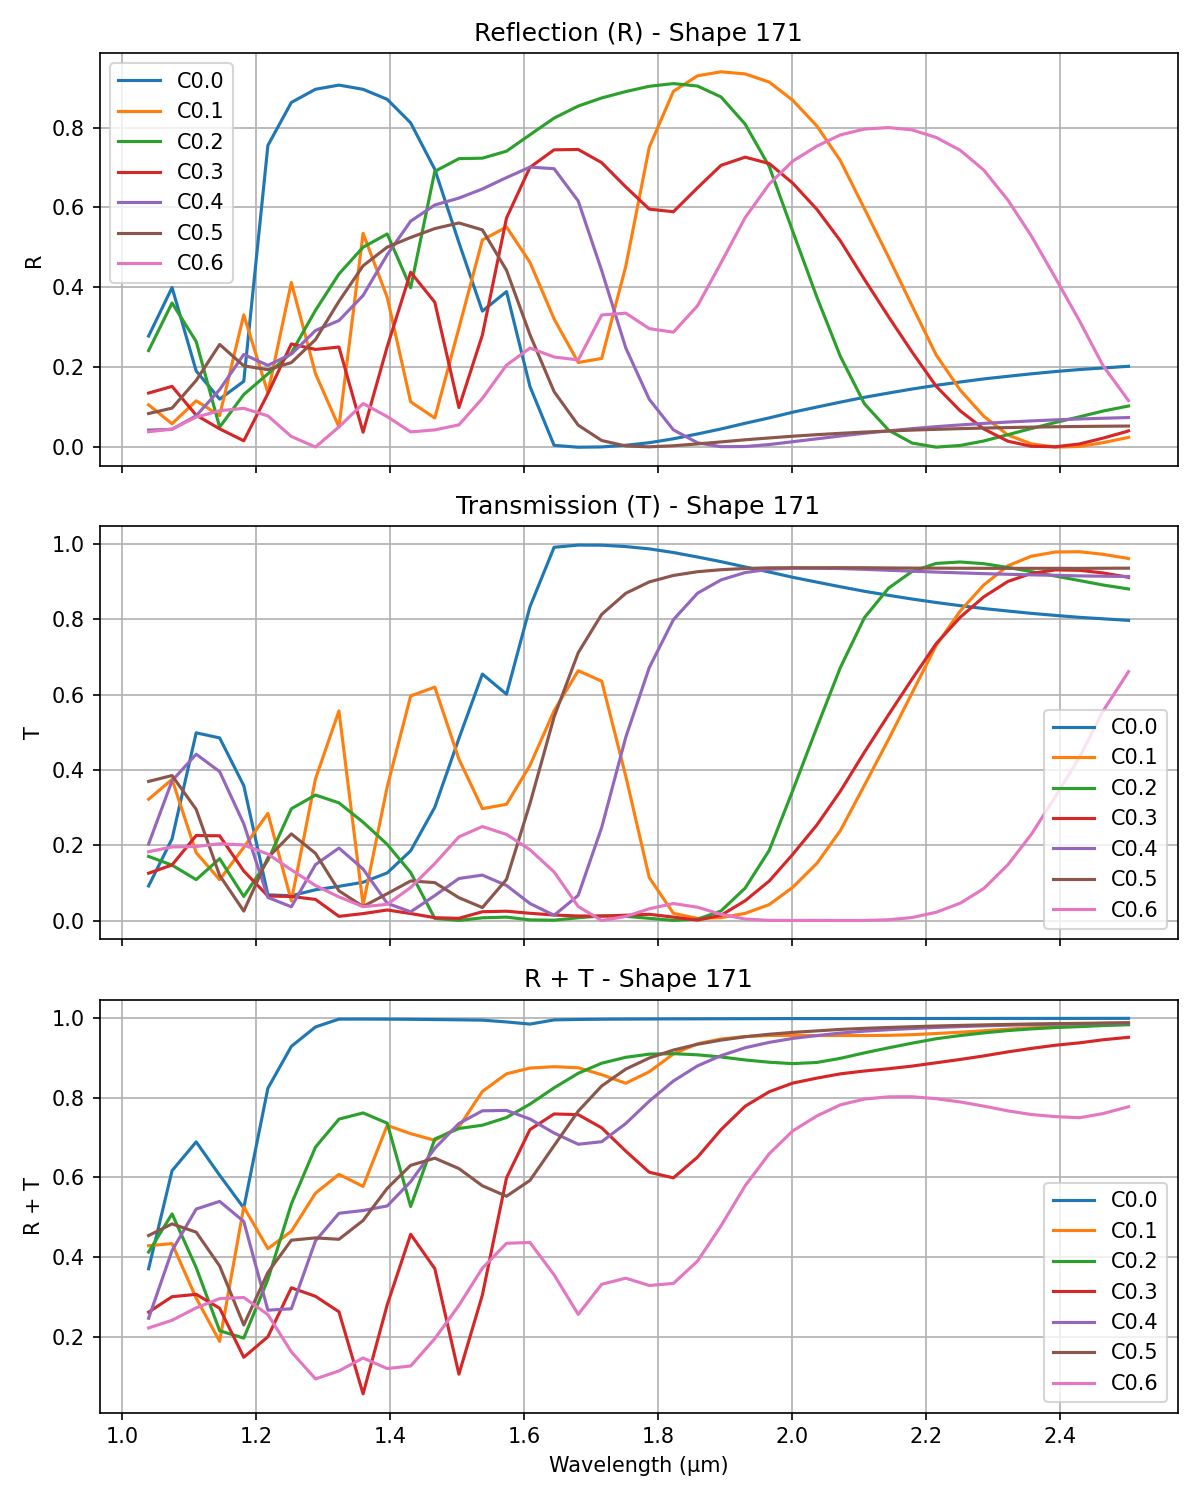 Reflection (R) - Shape 171
C0.0
C0.1
C0.2
C0.3
C0.4
C0.5
C0.6
0.8
0.6
0.4
0.2
0.0
R
Transmission (T) - Shape 171
1.0
0.8
0.6
0.4
0.2
0.0
T
C0.0
C0.1
C0.2
C0.3
C0.4
C0.5
C0.6
R + T - Shape 171
1.0
0.8
0.6
0.4
0.2
R + T
C0.0
C0.1
C0.2
C0.3
C0.4
C0.5
C0.6
1.0 1.2 1.4 1.6 1.8 2.0 2.2 2.4
Wavelength (μm)